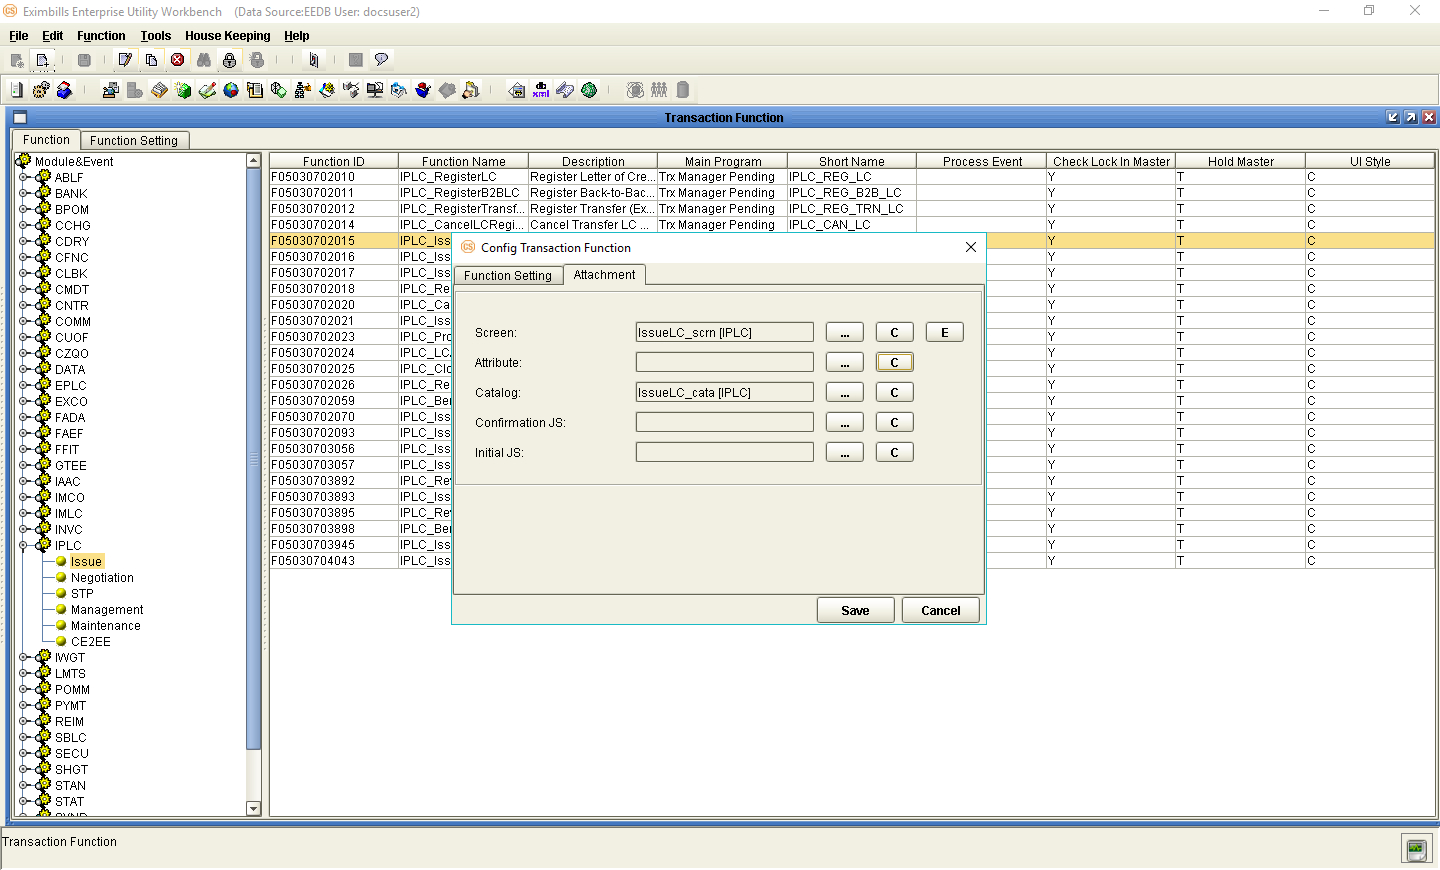 Eximbills Enterprise Utility Workbench (Data Source:EEDB User: docsuser2)
File Edit Function Tools House Keeping Help
xml
Transaction Function
Function Function Setting
Module&Event
ABLF
BANK
BPOM
CCHG
CDRY
CFNC
CLBK
CMDT
CNTR
COMM
CUOF
CZQO
DATA
EPLC
EXCO
FADA
FAEF
FFIT
GTEE
IAAC
IMCO
IMLC
INVC
IPLC
Issue
Negotiation
STP
Management
Maintenance
CE2EE
IWGT
LMTS
POMM
PYMT
REIM
SBLC
SECU
SHGT
STAN
STAT
Function ID Function Name Description Main Program Short Name Process Event Check Lock In Master Hold Master UI Style
F05030702010 IPLC_RegisterLC Register Letter of Cre... Trx Manager Pending IPLC_REG_LC Y T C
F05030702011 IPLC_RegisterB2BLC Register Back-to-Bac... Trx Manager Pending IPLC_REG_B2B_LC Y T C
F05030702012 IPLC_RegisterTransf... Register Transfer (Ex... Trx Manager Pending IPLC_REG_TRN_LC Y T C
F05030702014 IPLC_CancelLCRegi... Cancel Transfer LC ... Trx Manager Pending IPLC_CAN_LC Y T C
F05030702015 IPLC_Iss Y T C
F05030702016 IPLC_Iss Y T C
F05030702017 IPLC_Iss Y T C
F05030702018 IPLC_Re Y T C
F05030702020 IPLC_Ca Y T C
F05030702021 IPLC_Iss Y T C
F05030702023 IPLC_Pro Y T C
F05030702024 IPLC_LC Y T C
F05030702025 IPLC_Clo Y T C
F05030702026 IPLC_Re Y T C
F05030702059 IPLC_Be Y T C
F05030702070 IPLC_Iss Y T C
F05030702093 IPLC_Iss Y T C
F05030703056 IPLC_Iss Y T C
F05030703057 IPLC_Iss Y T C
F05030703892 IPLC_Re Y T C
F05030703893 IPLC_Iss Y T C
F05030703895 IPLC_Re Y T C
F05030703898 IPLC_Be Y T C
F05030703945 IPLC_Iss Y T C
F05030704043 IPLC_Iss Y T C
Config Transaction Function
Function Setting Attachment
Screen: IssueLC_scrn [IPLC] ... C E
Attribute: ... C
Catalog: IssueLC_cata [IPLC] ... C
Confirmation JS: ... C
Initial JS: ... C
Save Cancel
Transaction Function